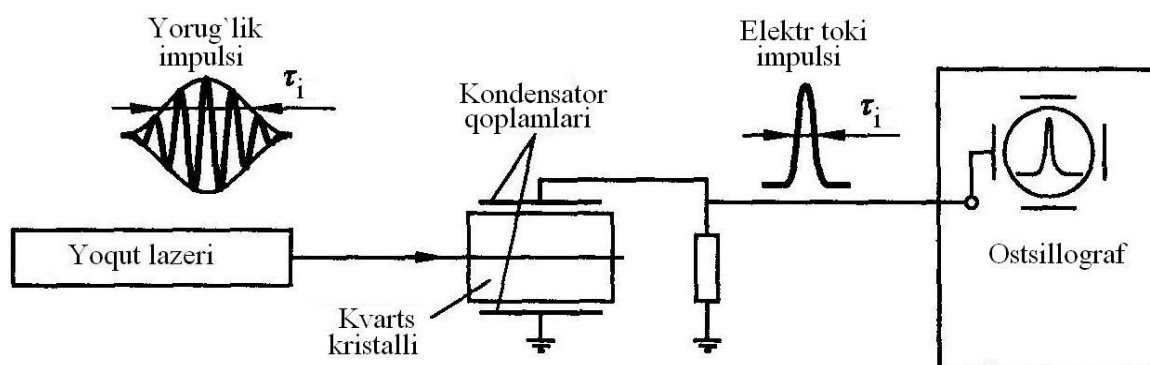 Yorug`lik
impulsi
τi
Elektr toki
impulsi
τi
Kondensator
qoplamlari
Yoqut lazeri
Ostsillograf
Kvarts
kristalli